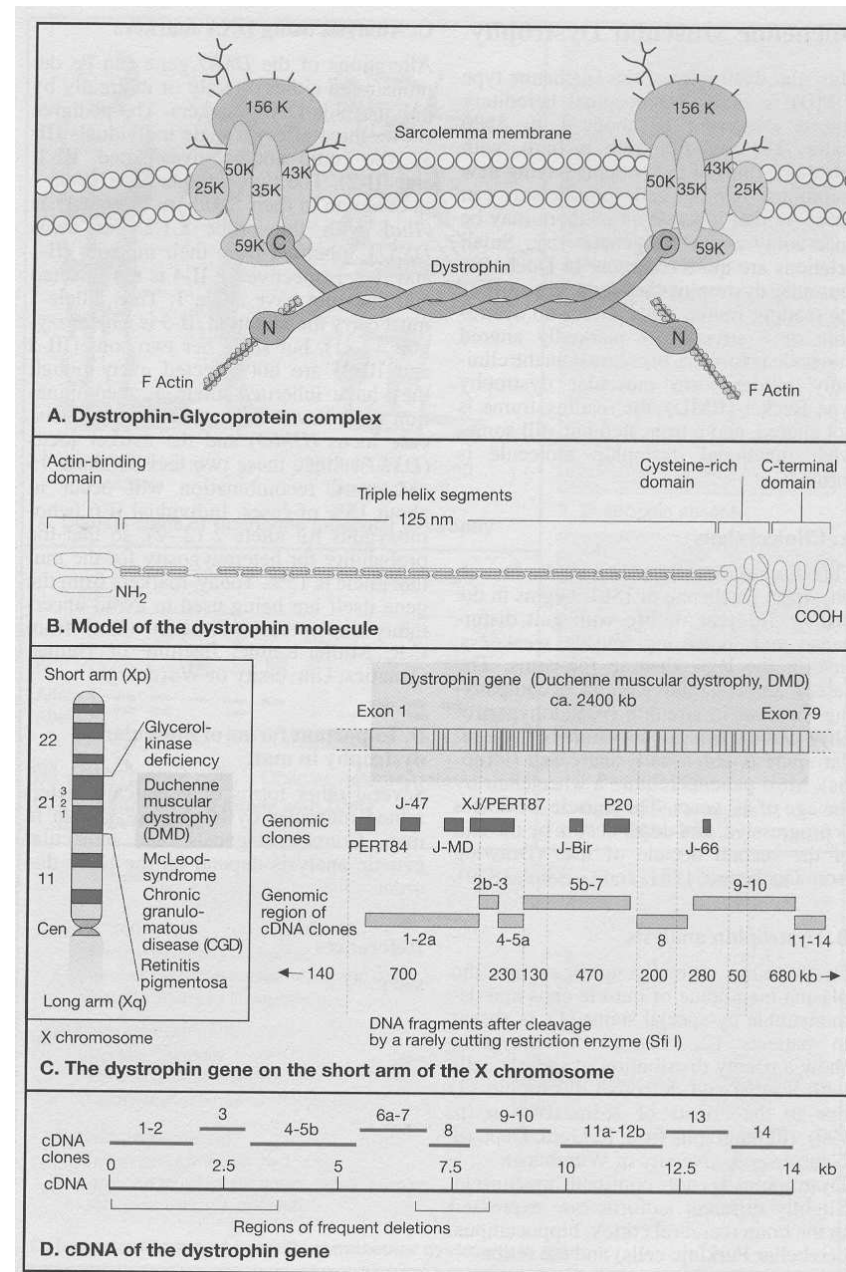 156 K
156 K
Sarcolemma membrane
50K
43K
25K
35K
59K
C
43K
50K
35K
25K
C
59K
Dystrophin
N
N
F Actin
F Actin
A. Dystrophin-Glycoprotein complex
Actin-binding
domain
Triple helix segments
125 nm
Cysteine-rich
domain
C-terminal
domain
NH2
COOH
B. Model of the dystrophin molecule
Short arm (Xp)
22
21
3
2
1
11
Cen
Long arm (Xq)
X chromosome
Glycerol-
kinase
deficiency
Duchenne
muscular
dystrophy
(DMD)
McLeod-
syndrome
Chronic
granulo-
matous
disease (CGD)
Retinitis
pigmentosa
Dystrophin gene (Duchenne muscular dystrophy, DMD)
ca. 2400 kb
Exon 1
Exon 79
J-47 XJ/PERT87 P20
Genomic
clones
PERT84 J-MD J-Bir J-66
2b-3 5b-7 9-10
Genomic
region of
cDNA clones
1-2a 4-5a 8 11-14
140 700 230 130 470 200 280 50 680 kb
DNA fragments after cleavage
by a rarely cutting restriction enzyme (Sfi I)
C. The dystrophin gene on the short arm of the X chromosome
cDNA
clones
1-2 3 4-5b 6a-7 8 9-10 11a-12b 13 14
0 2.5 5 7.5 10 12.5 14 kb
cDNA
Regions of frequent deletions
D. cDNA of the dystrophin gene